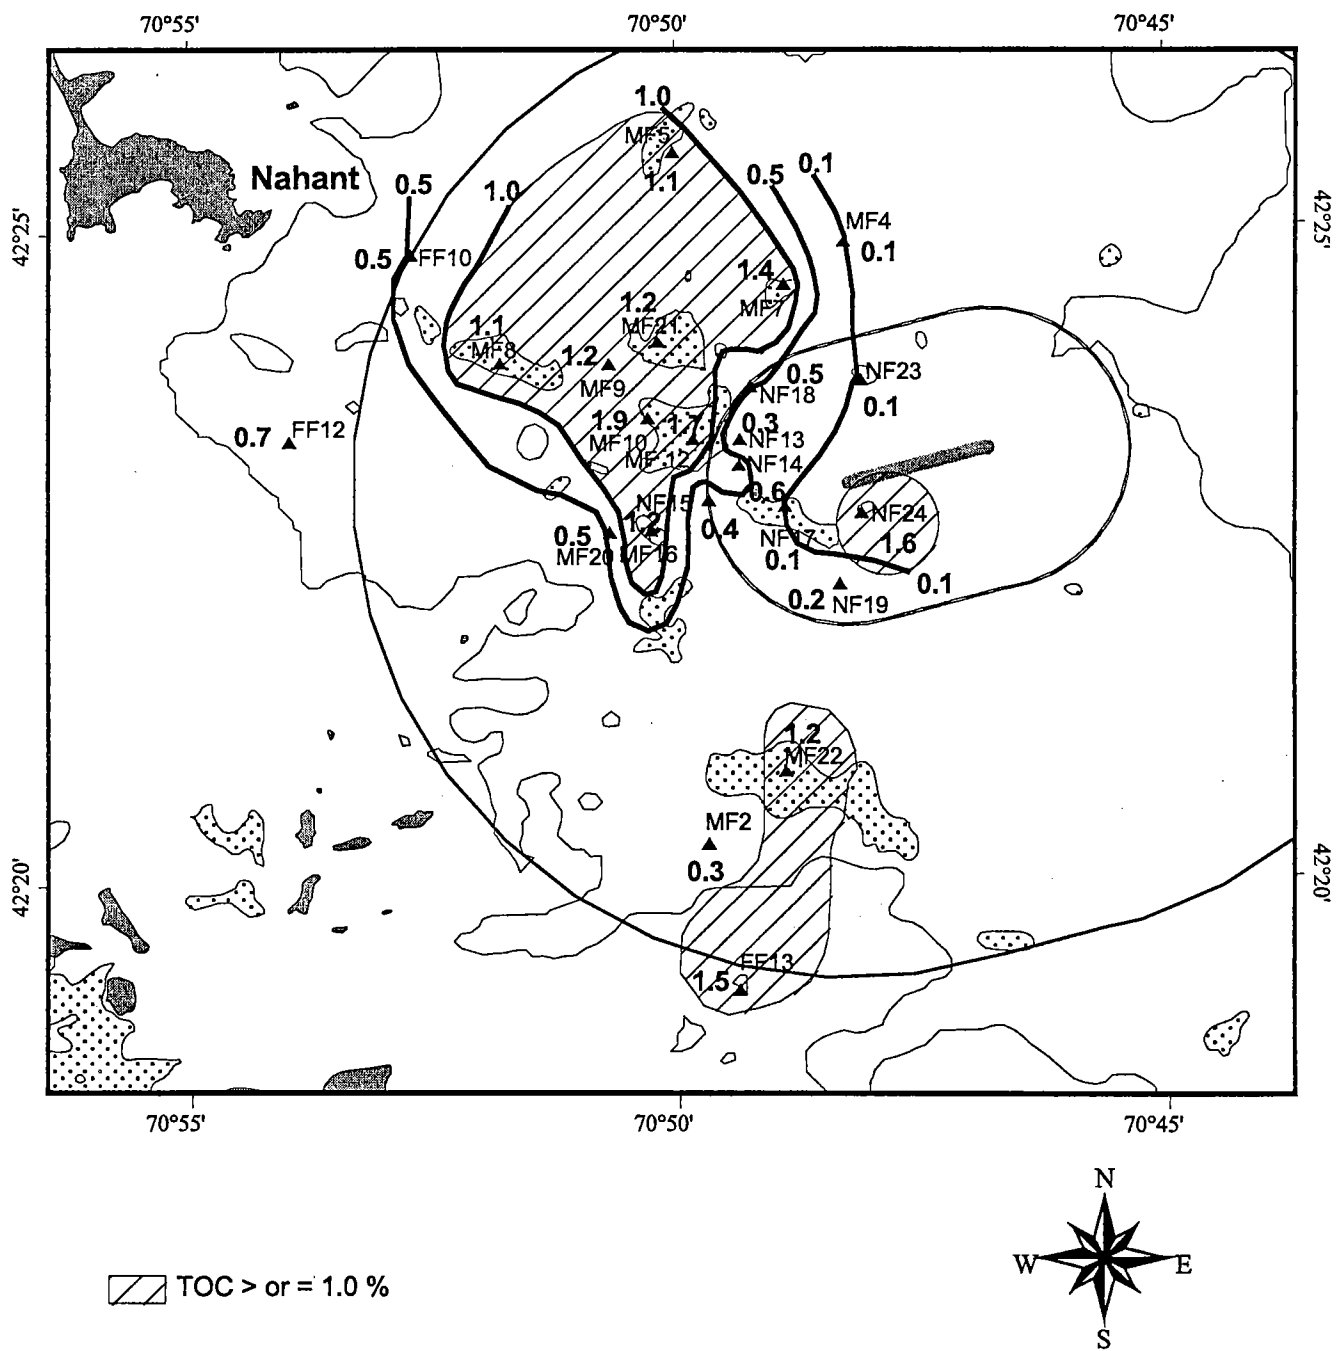 70°55'
70°50'
70°45'
1.0
MF5
1.1
0.5
0.1
Nahant
0.5
1.0
MF4
0.1
42°25'
42°25'
0.5
FF10
1.4
MF7
1.2
MF21
1.1
MF8
1.2
MF9
0.5
NF23
NF18
0.1
1.9
1.7
0.3
MF10
NF13
0.7
FF12
MF12
NF14
0.6
NF15
1.2
0.4
NF24
0.5
MF20
MF16
NF17
1.6
0.1
0.1
0.2
NF19
1.2
MF22
MF2
0.3
42°20'
42°20'
FF13
1.5
70°55'
70°50'
70°45'
N
W
E
S
TOC > or = 1.0 %